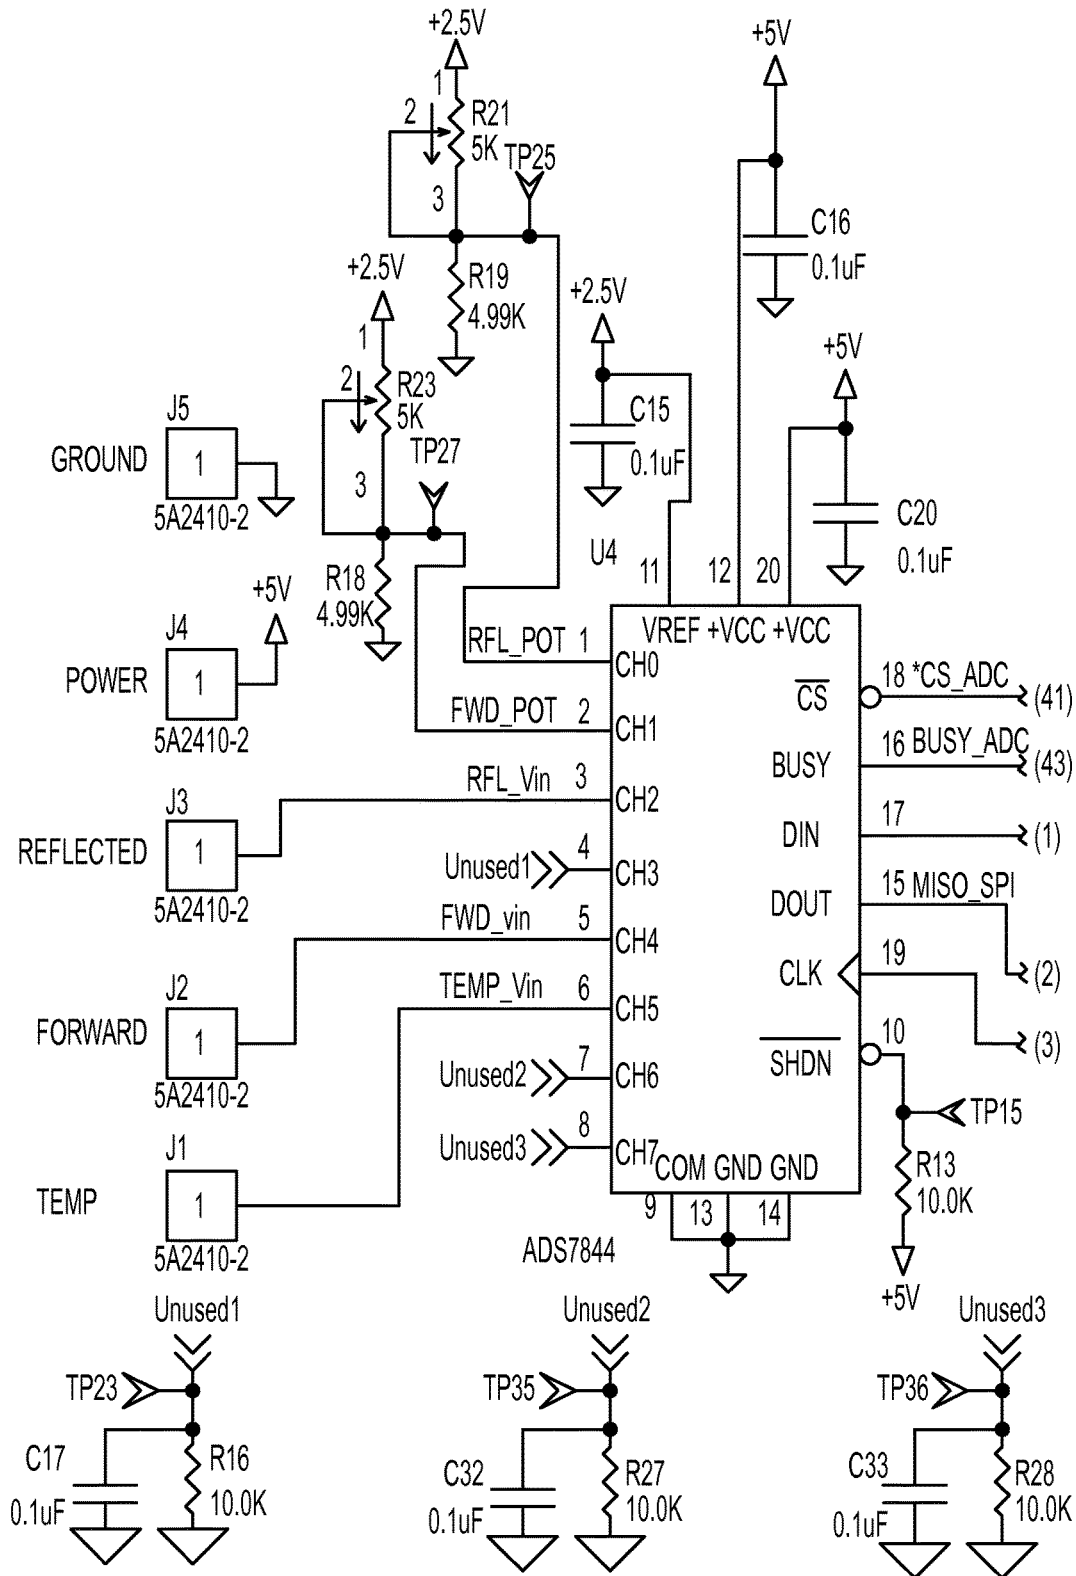 +2.5V
+5V
1
2
R21
5K
TP25
3
C16
0.1uF
+2.5V
R19
4.99K
+2.5V
1
2
R23
5K
+5V
C15
0.1uF
TP27
3
J5
GROUND
1
5A2410-2
C20
0.1uF
U4
11
12
20
R18
4.99K
+5V
J4
POWER
1
5A2410-2
VREF +VCC +VCC
RFL_POT 1
CH0
18 *CS_ADC
CS
(41)
FWD_POT 2
CH1
16 BUSY_ADC
BUSY
(43)
RFL_Vin 3
CH2
J3
REFLECTED
1
5A2410-2
17
DIN
(1)
Unused1
4
CH3
15 MISO_SPI
DOUT
(2)
FWD_vin 5
CH4
19
CLK
(3)
J2
FORWARD
1
5A2410-2
TEMP_Vin 6
CH5
10
SHDN
Unused2
7
CH6
TP15
Unused3
8
CH7
J1
TEMP
1
5A2410-2
COM GND GND
R13
10.0K
9
13
14
ADS7844
+5V
Unused1
TP23
C17
0.1uF
R16
10.0K
Unused2
TP35
C32
0.1uF
R27
10.0K
Unused3
TP36
C33
0.1uF
R28
10.0K